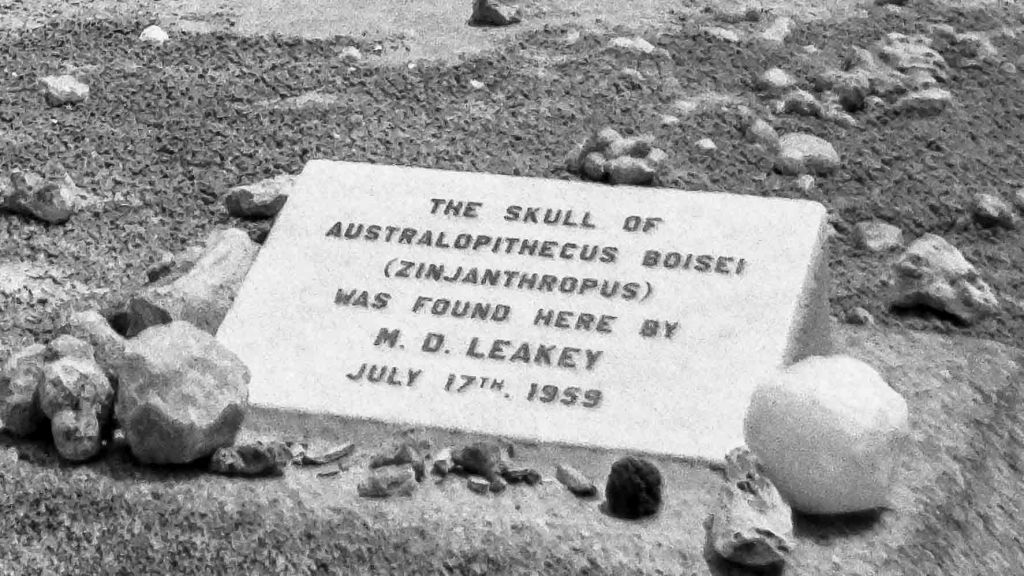 THE SKULL OF
AUSTRALOPITHECUS BOISEI
(ZINJANTHROPUS)
WAS FOUND HERE BY
M. D. LEAKEY
JULY 17TH. 1959